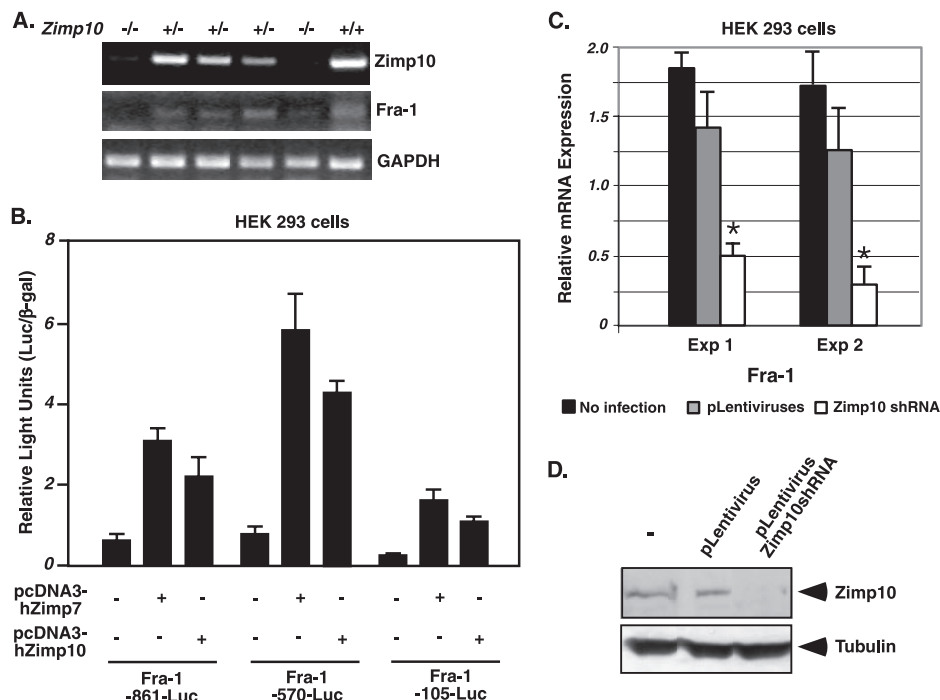 A.
Zimp10 -/- +/- +/- +/- -/- +/+
Zimp10
Fra-1
GAPDH
B.
HEK 293 cells
Relative Light Units (Luc/β-gal)
8
6
4
2
0
pcDNA3-
hZimp7
- + - - + - - + -
pcDNA3-
hZimp10
- - + - - + - - +
Fra-1
-861-Luc
Fra-1
-570-Luc
Fra-1
-105-Luc
C.
HEK 293 cells
Relative mRNA Expression
2.0
1.5
1.0
0.5
0
*
*
Exp 1
Exp 2
Fra-1
No infection
pLentiviruses
Zimp10 shRNA
D.
-
pLentivirus
pLentivirus
Zimp10shRNA
Zimp10
Tubulin